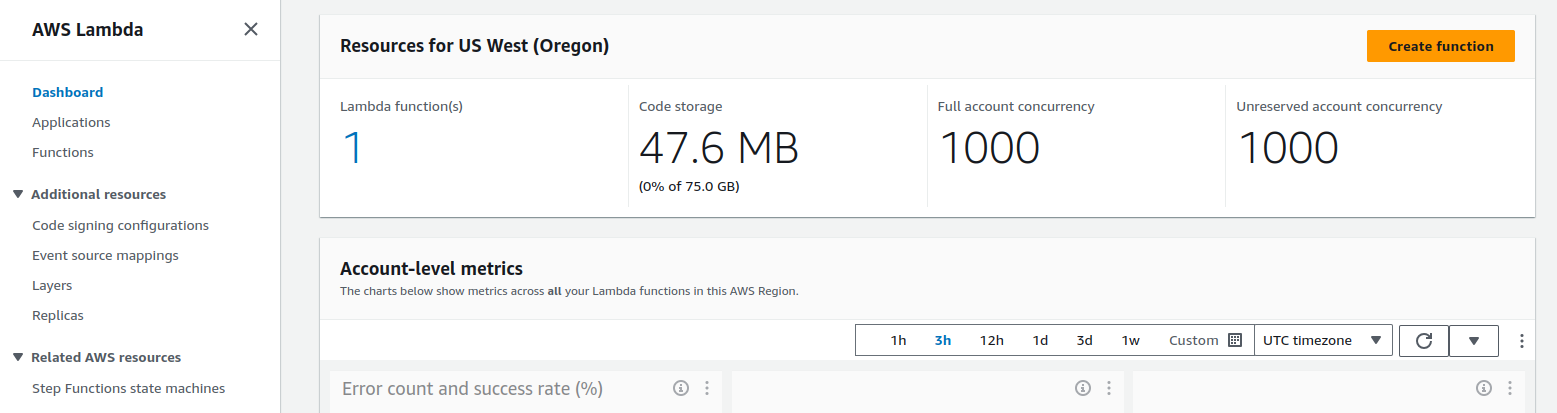 AWS Lambda
Dashboard
Applications
Functions
Additional resources
Code signing configurations
Event source mappings
Layers
Replicas
Related AWS resources
Step Functions state machines
Resources for US West (Oregon)
Create function
Lambda function(s)
1
Code storage
47.6 MB
(0% of 75.0 GB)
Full account concurrency
1000
Unreserved account concurrency
1000
Account-level metrics
The charts below show metrics across all your Lambda functions in this AWS Region.
1h 3h 12h 1d 3d 1w Custom UTC timezone
Error count and success rate (%)